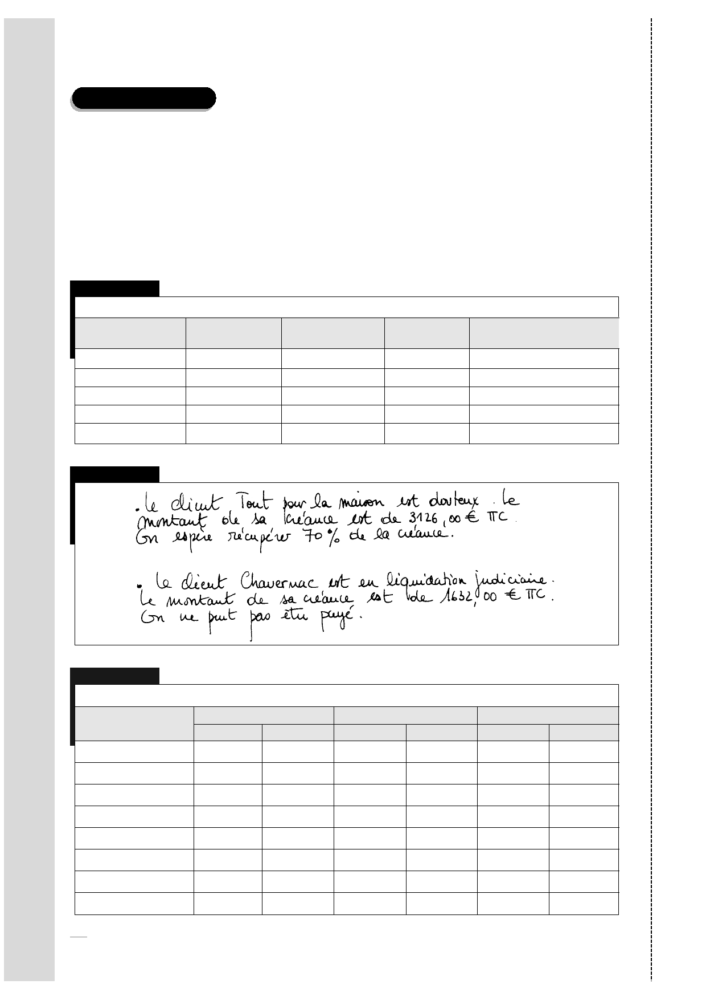 . Le client Tout pour la maison est douteux. Le
montant de sa créance est de 3126,00 € TTC.
On espère récupérer 70% de la créance.
. Le client Chavernac est en liquidation judiciaire.
Le montant de sa créance est de 1632,00 € TTC.
On ne peut pas être payé.